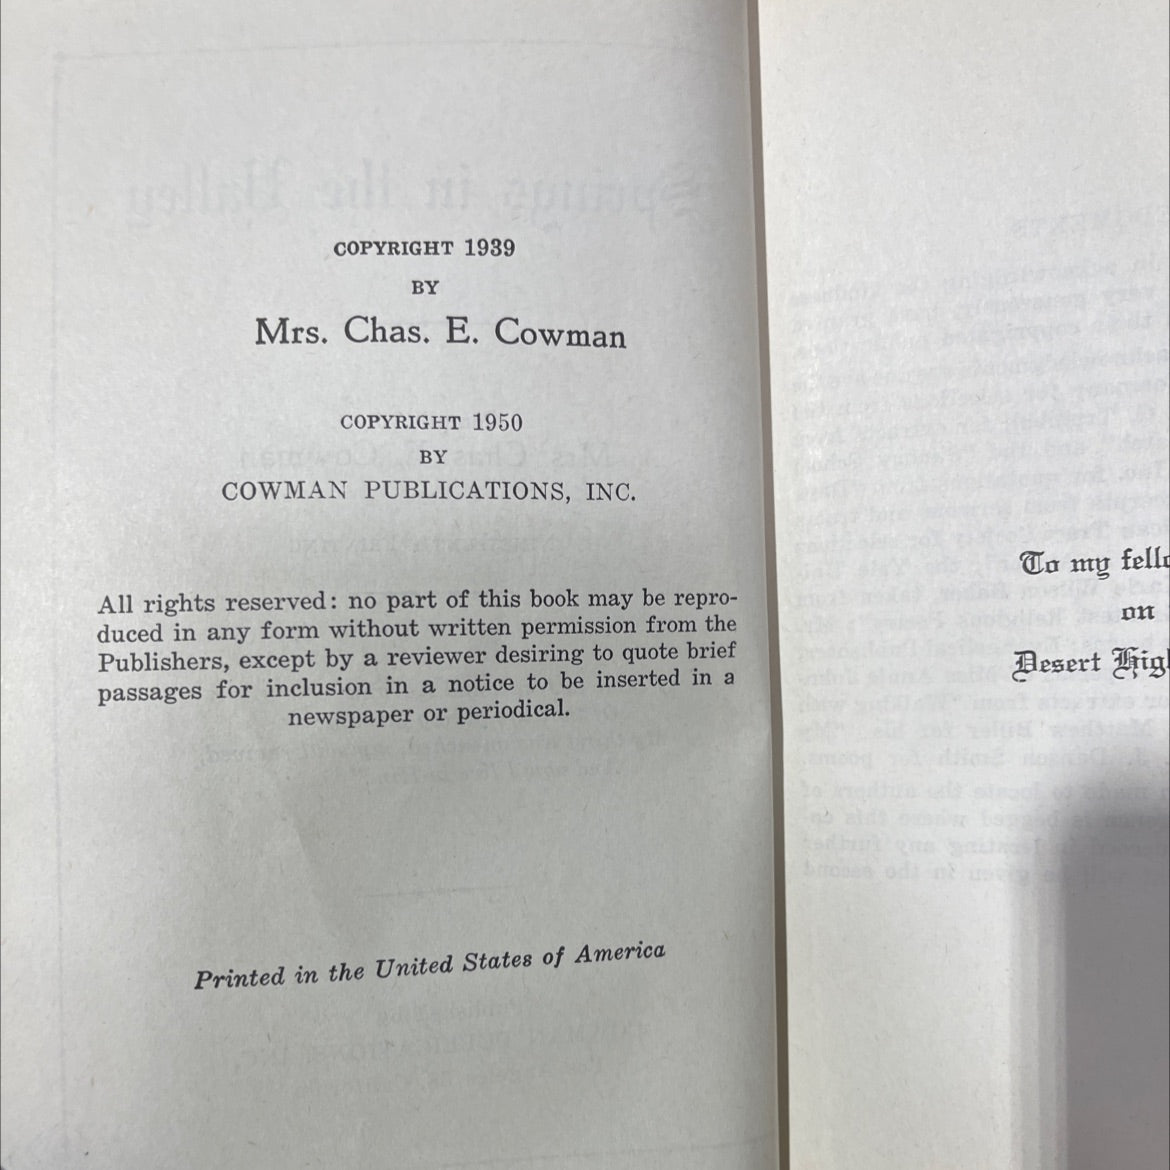 COPYRIGHT 1939
BY
Mrs. Chas. E. Cowman
COPYRIGHT 1950
BY
COWMAN PUBLICATIONS, INC.
All rights reserved: no part of this book may be repro-
duced in any form without written permission from the
Publishers, except by a reviewer desiring to quote brief
passages for inclusion in a notice to be inserted in a
newspaper or periodical.
Printed in the United States of America
To my fello
on
Desert High